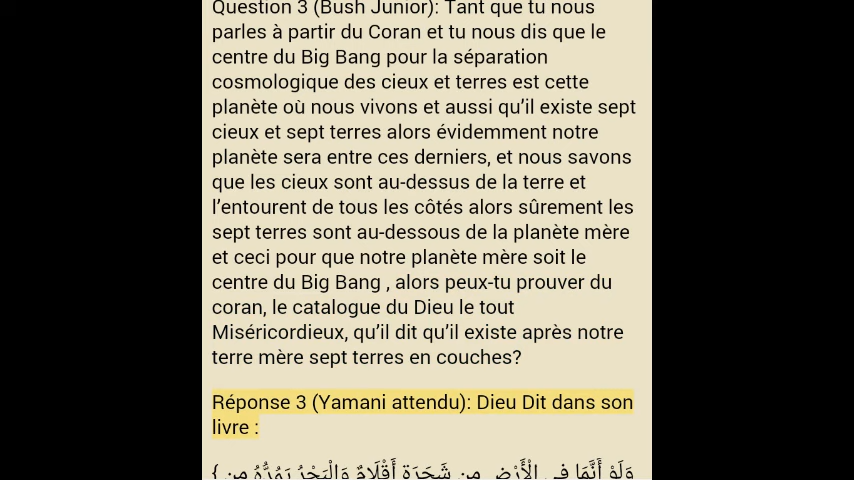 Question 3 (Bush Junior): Tant que tu nous
parles à partir du Coran et tu nous dis que le
centre du Big Bang pour la séparation
cosmologique des cieux et terres est cette
planète où nous vivons et aussi qu’il existe sept
cieux et sept terres alors évidemment notre
planète sera entre ces derniers, et nous savons
que les cieux sont au-dessus de la terre et
l’entourent de tous les côtés alors sûrement les
sept terres sont au-dessous de la planète mère
et ceci pour que notre planète mère soit le
centre du Big Bang , alors peux-tu prouver du
coran, le catalogue du Dieu le tout
Miséricordieux, qu’il dit qu’il existe après notre
terre mère sept terres en couches?
Réponse 3 (Yamani attendu): Dieu Dit dans son
livre :
وَلَوْ أَنَّمَا فِي الْأَرْضِ مِن شَجَرَةٍ أَقْلَامٌ وَالْبَحْرُ يَمُدُّهُ مِن }